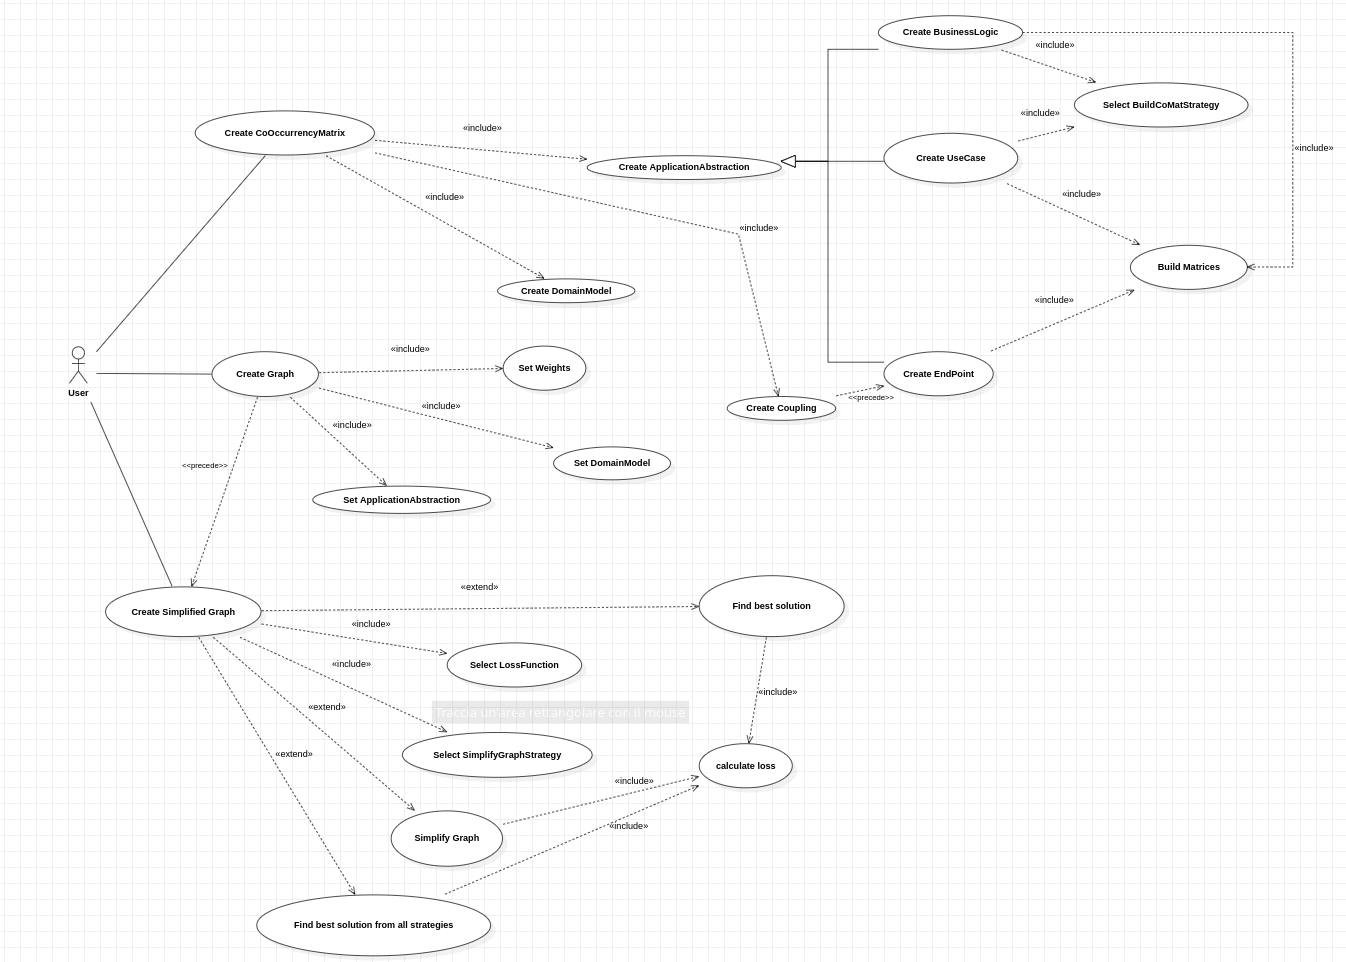 Create BusinessLogic
«include»
Select BuildCoMatStrategy
«include»
Create CoOccurrencyMatrix
«include»
«include»
Create UseCase
Create ApplicationAbstraction
«include»
«include»
«include»
Build Matrices
Create DomainModel
«include»
«include»
Set Weights
Create Graph
Create EndPoint
User
«include»
Create Coupling
<<precede>>
«include»
Set DomainModel
<<precede>>
Set ApplicationAbstraction
«extend»
Find best solution
Create Simplified Graph
«include»
Select LossFunction
«include»
«include»
«extend»
Traccia un'area rettangolare con il mouse
«extend»
Select SimplifyGraphStrategy
calculate loss
«include»
«include»
Simplify Graph
Find best solution from all strategies